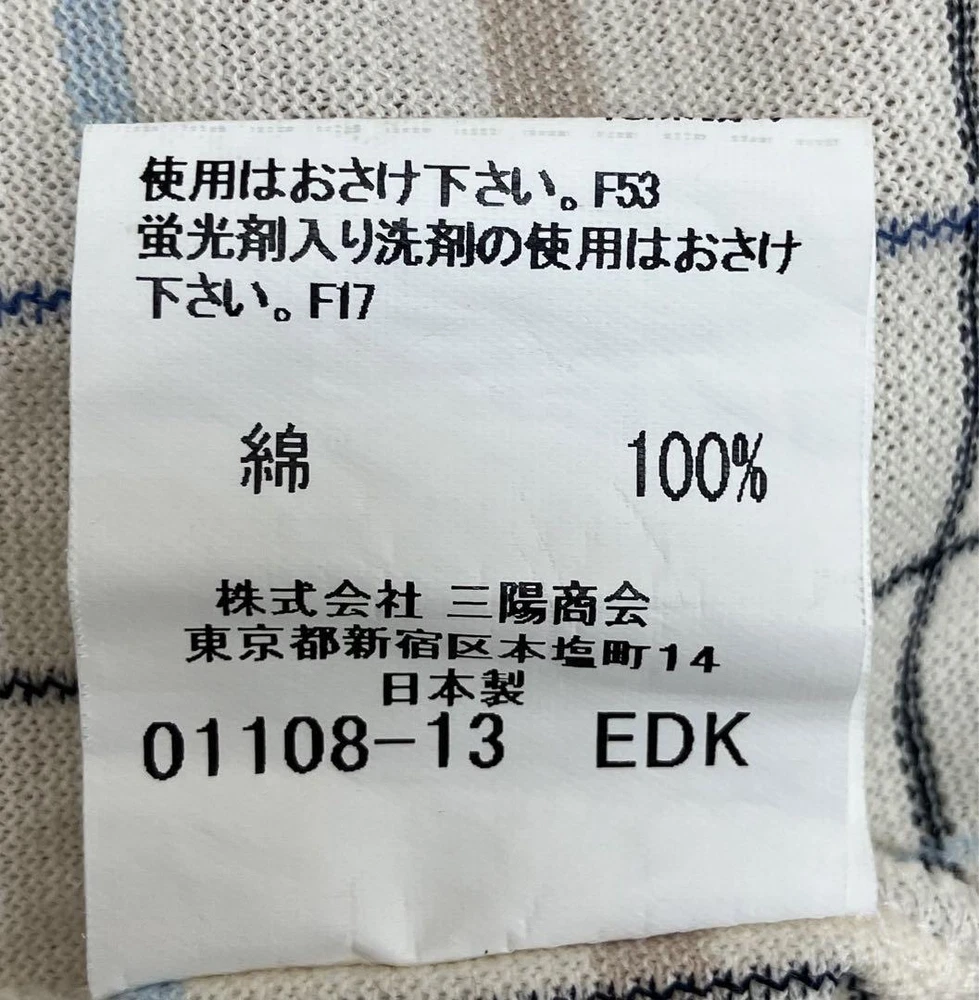 使用はおさけ下さい。F53
蛍光剤入り洗剤の使用はおさけ
下さい。F17
綿 100%
株式会社 三陽商会
東京都新宿区本塩町14
日本製
01108-13 EDK